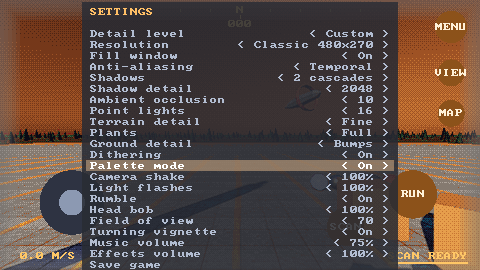 SETTINGS
Detail level < Custom >
Resolution < Classic 480x270 >
Fill window < On >
Anti-aliasing < Temporal >
Shadows < 2 cascades >
Shadow detail < 2048 >
Ambient occlusion < 10 >
Point lights < 16 >
Terrain detail < Fine >
Plants < Full >
Ground detail < Bumps >
Dithering < On >
Palette mode < On >
Camera shake < 100% >
Light flashes < 100% >
Rumble < On >
Head bob < 100% >
Field of view < 70 >
Turning vignette < On >
Music volume < 75% >
Effects volume < 100% >
Save game
N
000
MENU
VIEW
MAP
RUN
0.0 M/S
CAN READY